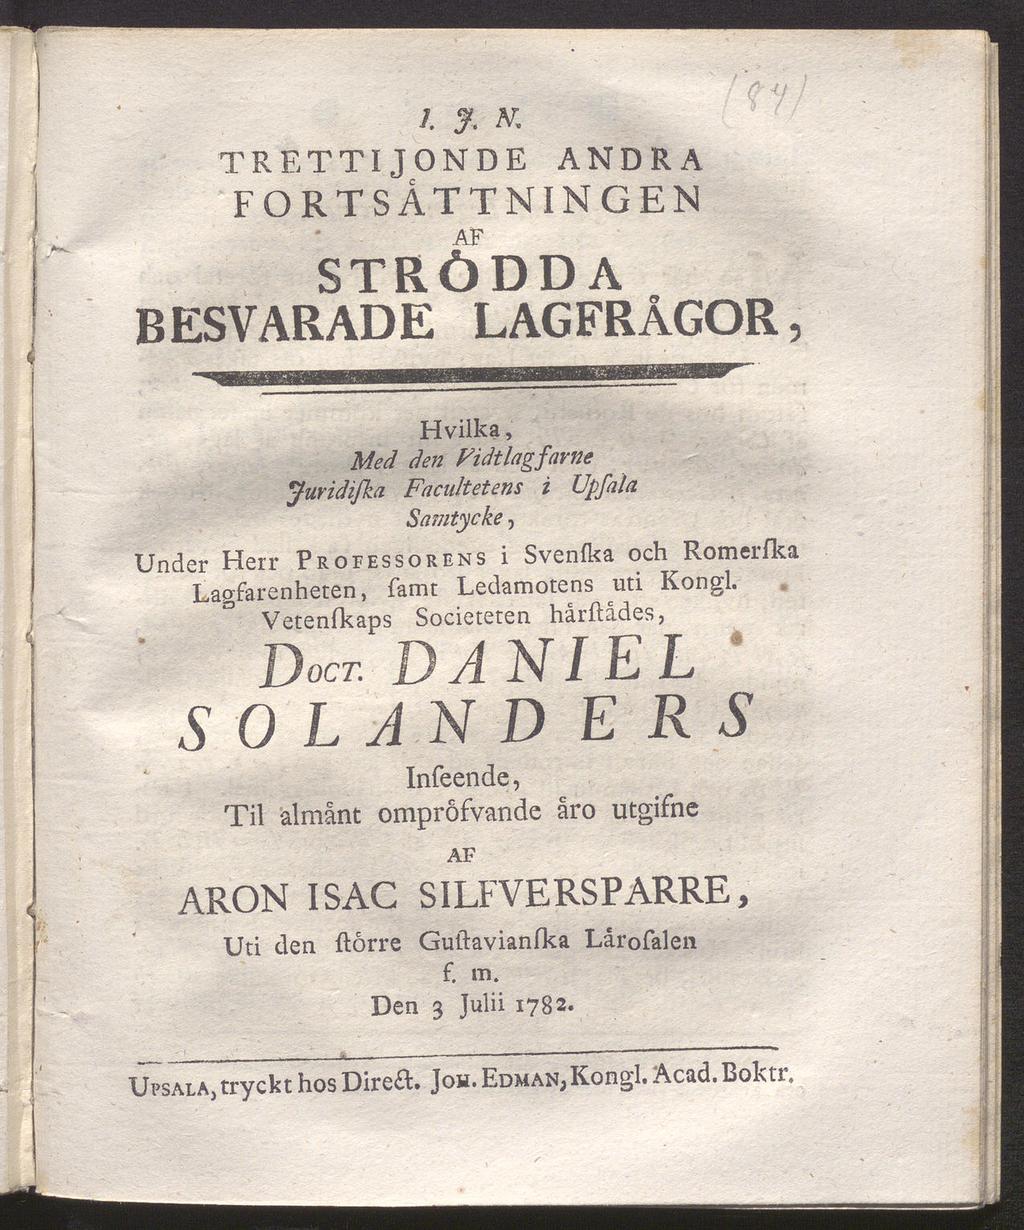 (84)
I. J. N.
TRETTIJONDE ANDRA
FORTSÅTTNINGEN
AF
STRÖDDA
BESVARADE LAGFRÅGOR,
Hvilka,
Med den Vidtlagfarne
Juridiſka Facultetens i Upſala
Samtycke,
Under Herr PROFESSORENS i Svenſka och Romerſka
Lagfarenheten, ſamt Ledamotens uti Kongl.
Vetenſkaps Societeten hårſtådes,
DOCT. DANIEL
SOLANDERS
Inſeende,
Til almånt ompröfvande åro utgifne
AF
ARON ISAC SILFVERSPARRE,
Uti den ſtörre Guſtavianſka Låroſalen
f. m.
Den 3 Julii 1782.
UPSALA, tryckt hos Direct. JOH. EDMAN, Kongl. Acad. Boktr.